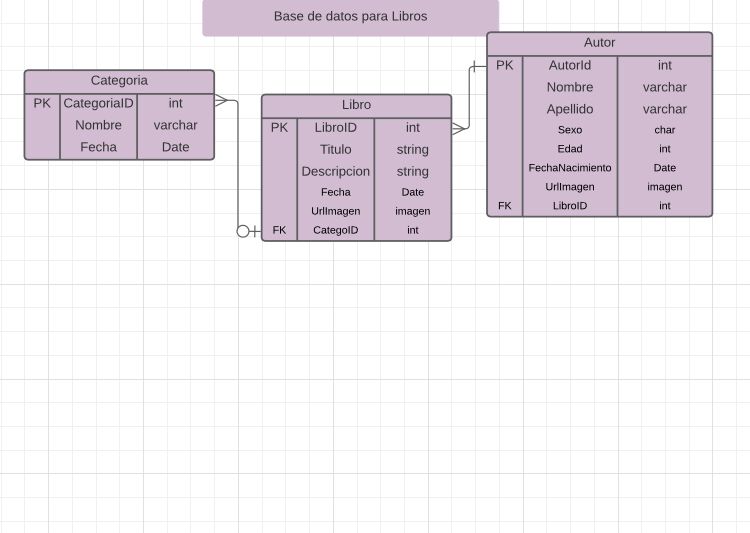 Base de datos para Libros
Categoria
PK CategoriaID int
Nombre varchar
Fecha Date
Libro
PK LibroID int
Titulo string
Descripcion string
Fecha Date
UrlImagen imagen
FK CategoID int
Autor
PK AutorId int
Nombre varchar
Apellido varchar
Sexo char
Edad int
FechaNacimiento Date
UrlImagen imagen
FK LibroID int